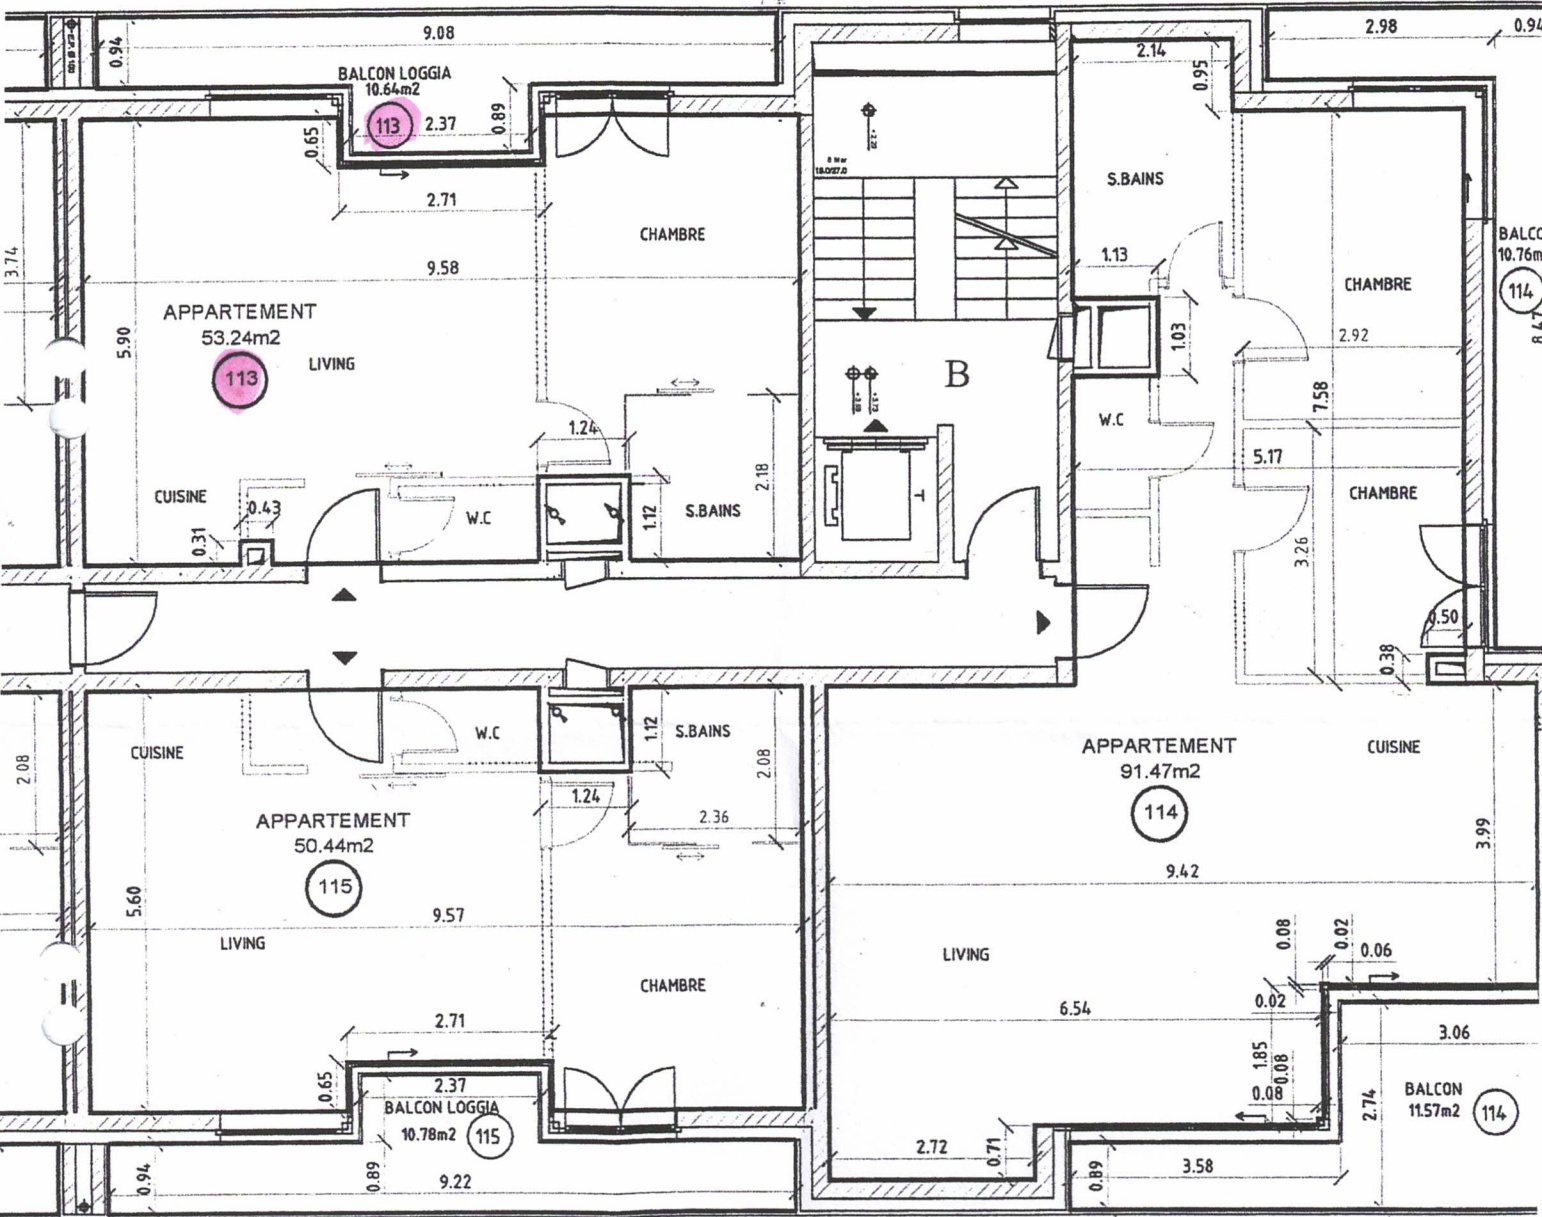 9.08
2.98
0.94
0.94
2.14
0.95
BALCON LOGGIA
10.64m2
113
2.37
0.89
0.65
2.71
S.BAINS
CHAMBRE
3.74
9.58
1.13
BALCO
10.76m
114
8.47
CHAMBRE
APPARTEMENT
53.24m2
113
5.90
LIVING
1.03
2.92
B
7.58
W.C
1.24
5.17
2.18
CHAMBRE
CUISINE
0.43
W.C
1.12
S.BAINS
0.31
3.26
0.50
0.38
CUISINE
W.C
1.12
S.BAINS
2.08
2.08
APPARTEMENT
91.47m2
114
CUISINE
1.24
2.36
APPARTEMENT
50.44m2
115
3.99
9.42
5.60
9.57
LIVING
LIVING
0.08
0.02
0.06
CHAMBRE
0.02
6.54
2.71
3.06
1.85
0.08
0.65
2.37
0.08
BALCON
11.57m2
114
2.74
BALCON LOGGIA
10.78m2
115
2.72
0.71
3.58
0.94
0.89
9.22
0.89